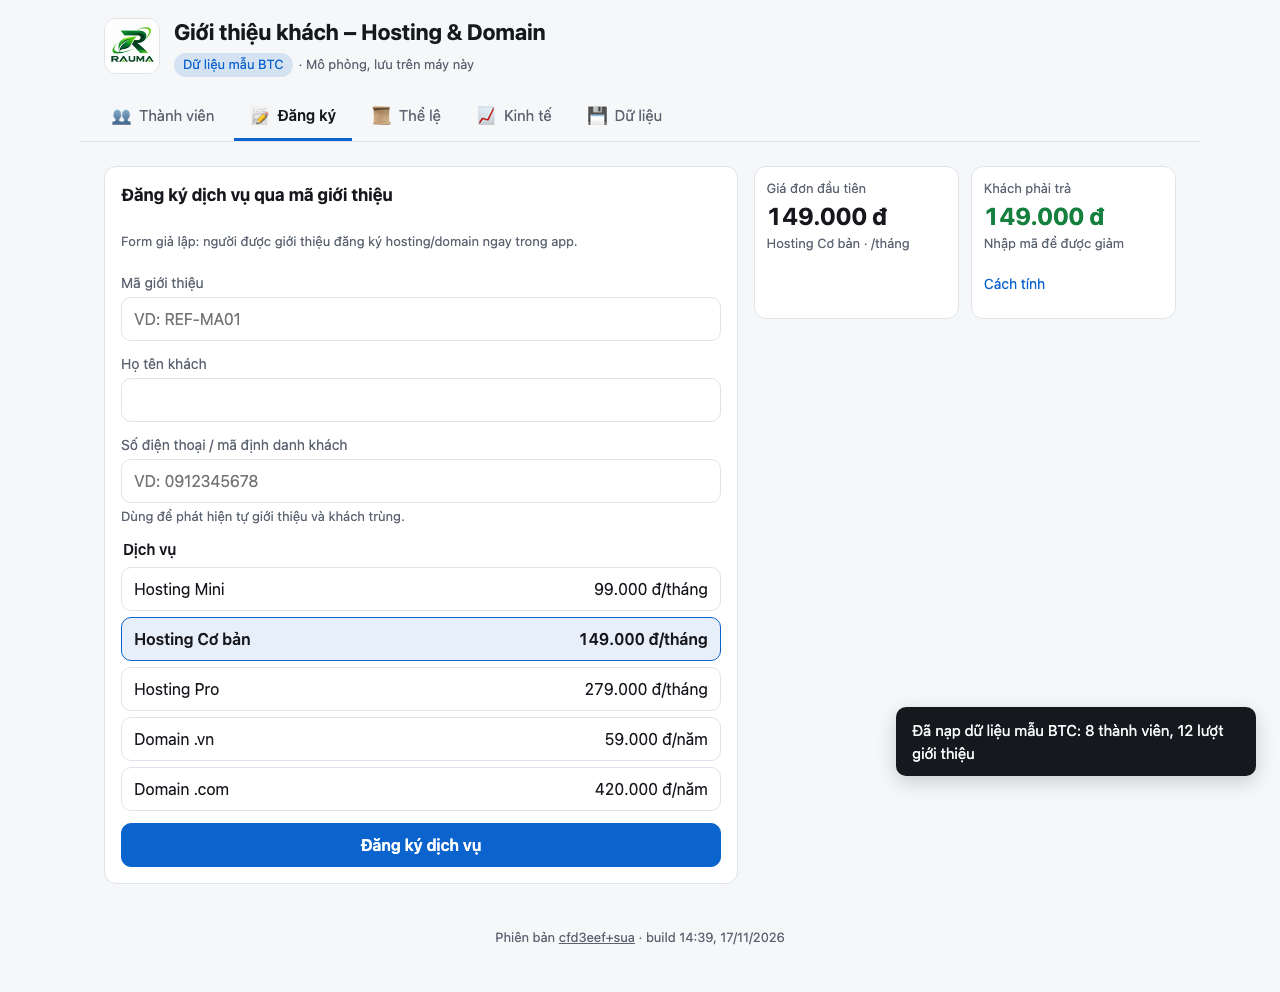 RAUMA
Giới thiệu khách – Hosting & Domain
Dữ liệu mẫu BTC · Mô phỏng, lưu trên máy này
Thành viên
Đăng ký
Thể lệ
Kinh tế
Dữ liệu
Đăng ký dịch vụ qua mã giới thiệu
Form giả lập: người được giới thiệu đăng ký hosting/domain ngay trong app.
Mã giới thiệu
VD: REF-MA01
Họ tên khách
Số điện thoại / mã định danh khách
VD: 0912345678
Dùng để phát hiện tự giới thiệu và khách trùng.
Dịch vụ
Hosting Mini 99.000 đ/tháng
Hosting Cơ bản 149.000 đ/tháng
Hosting Pro 279.000 đ/tháng
Domain .vn 59.000 đ/năm
Domain .com 420.000 đ/năm
Đăng ký dịch vụ
Giá đơn đầu tiên
149.000 đ
Hosting Cơ bản · /tháng
Khách phải trả
149.000 đ
Nhập mã để được giảm
Cách tính
Đã nạp dữ liệu mẫu BTC: 8 thành viên, 12 lượt
giới thiệu
Phiên bản cfd3eef+sua · build 14:39, 17/11/2026